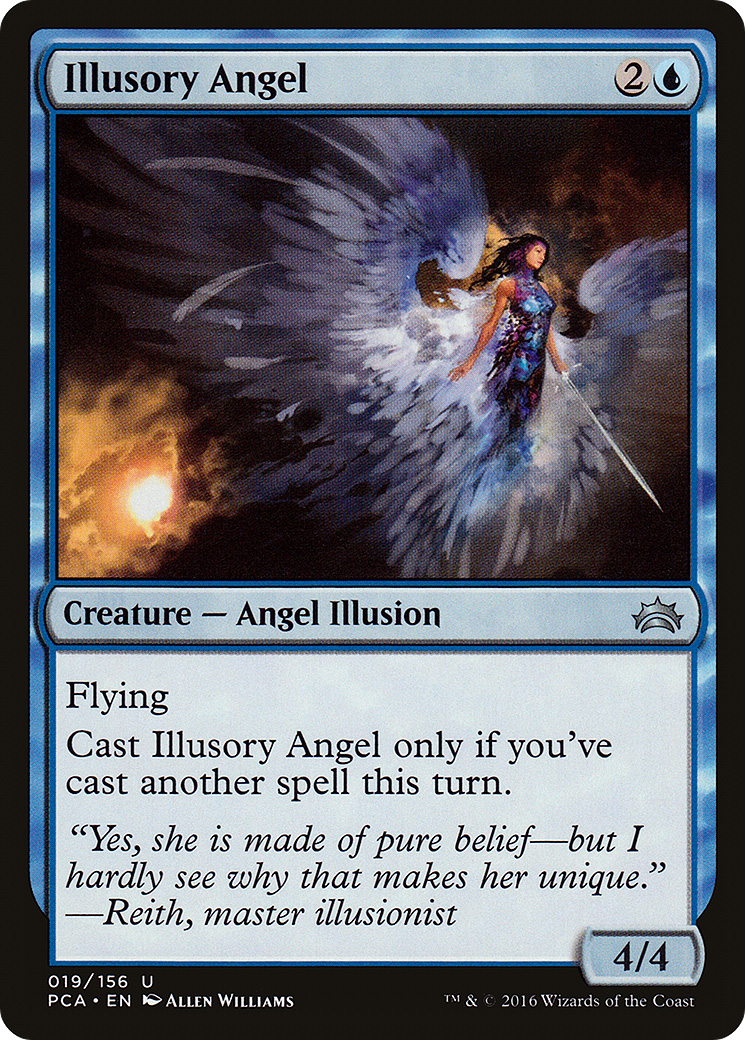 Illusory Angel 2
Creature — Angel Illusion
Flying
Cast Illusory Angel only if you’ve
cast another spell this turn.
“Yes, she is made of pure belief—but I
hardly see why that makes her unique.”
—Reith, master illusionist
4/4
019/156 U
PCA • EN Allen Williams
™ & © 2016 Wizards of the Coast